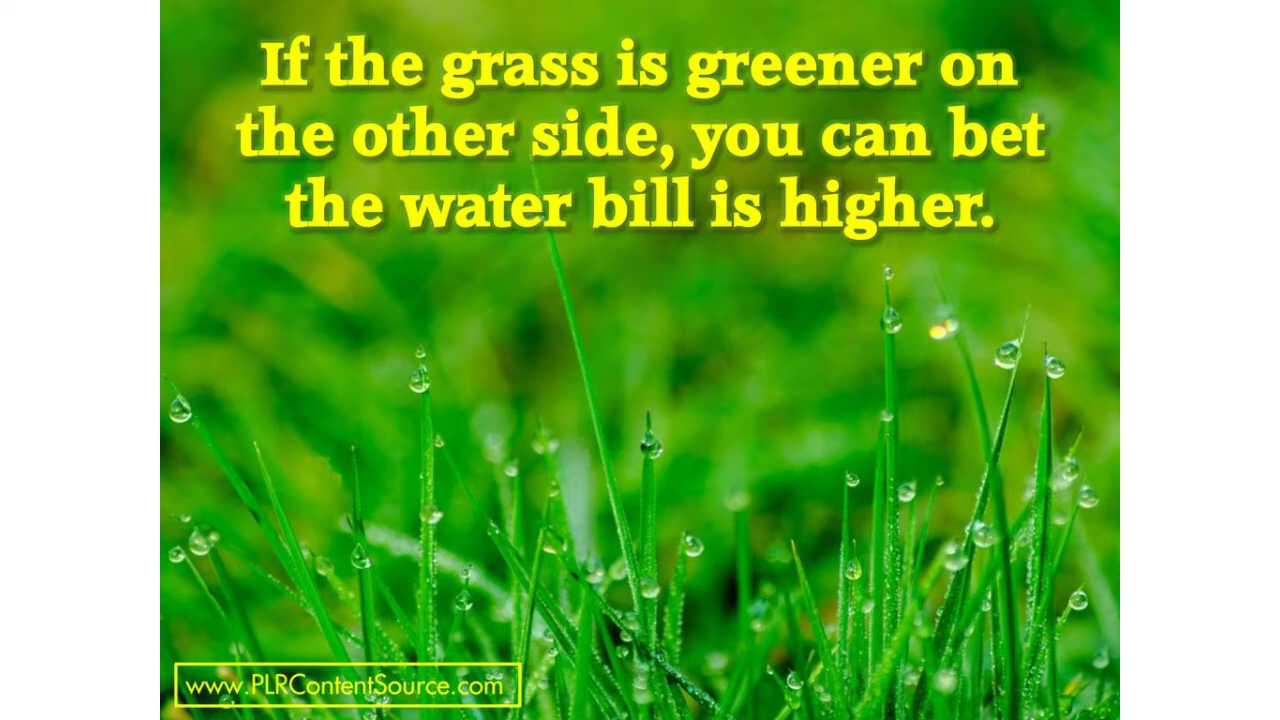 If the grass is greener on
the other side, you can bet
the water bill is higher.
www.PLRContentSource.com